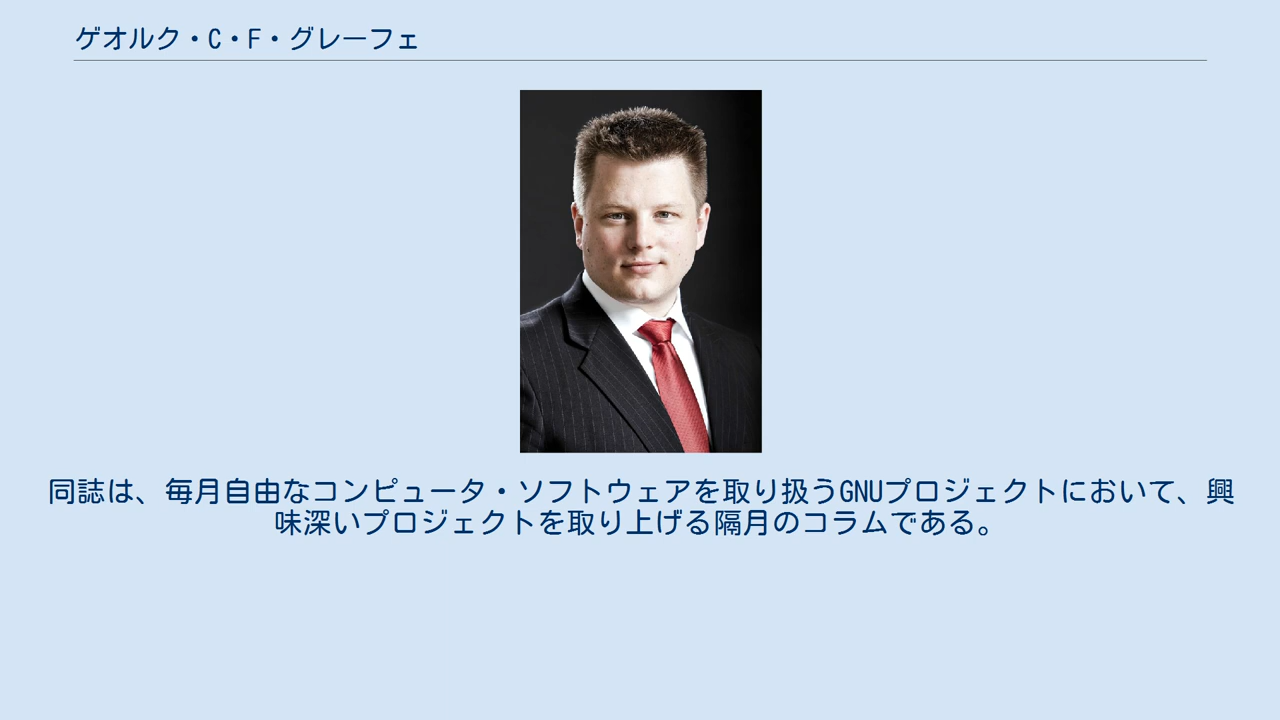 ゲオルク・C・F・グレーフェ
同誌は、毎月自由なコンピュータ・ソフトウェアを取り扱うGNUプロジェクトにおいて、興
味深いプロジェクトを取り上げる隔月のコラムである。